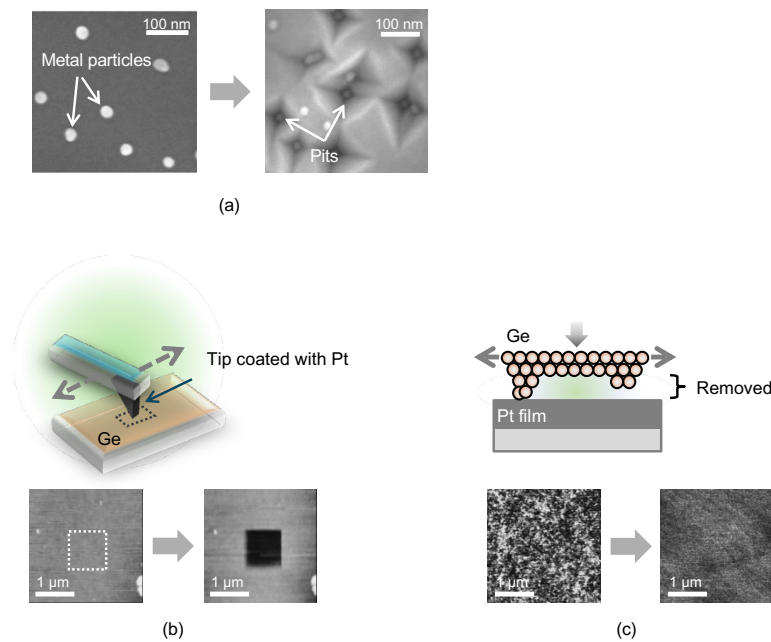 100 nm
100 nm
Metal particles
Pits
(a)
Tip coated with Pt
Ge
Ge
Removed
Pt film
1 µm
1 µm
1 µm
1 µm
(b)
(c)